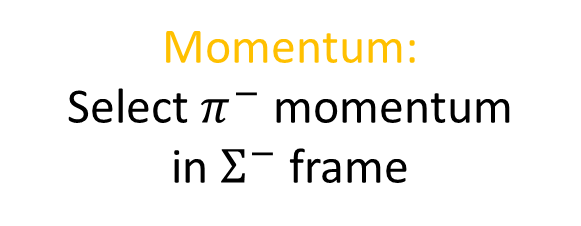 Momentum:
Select π⁻ momentum
in Σ⁻ frame